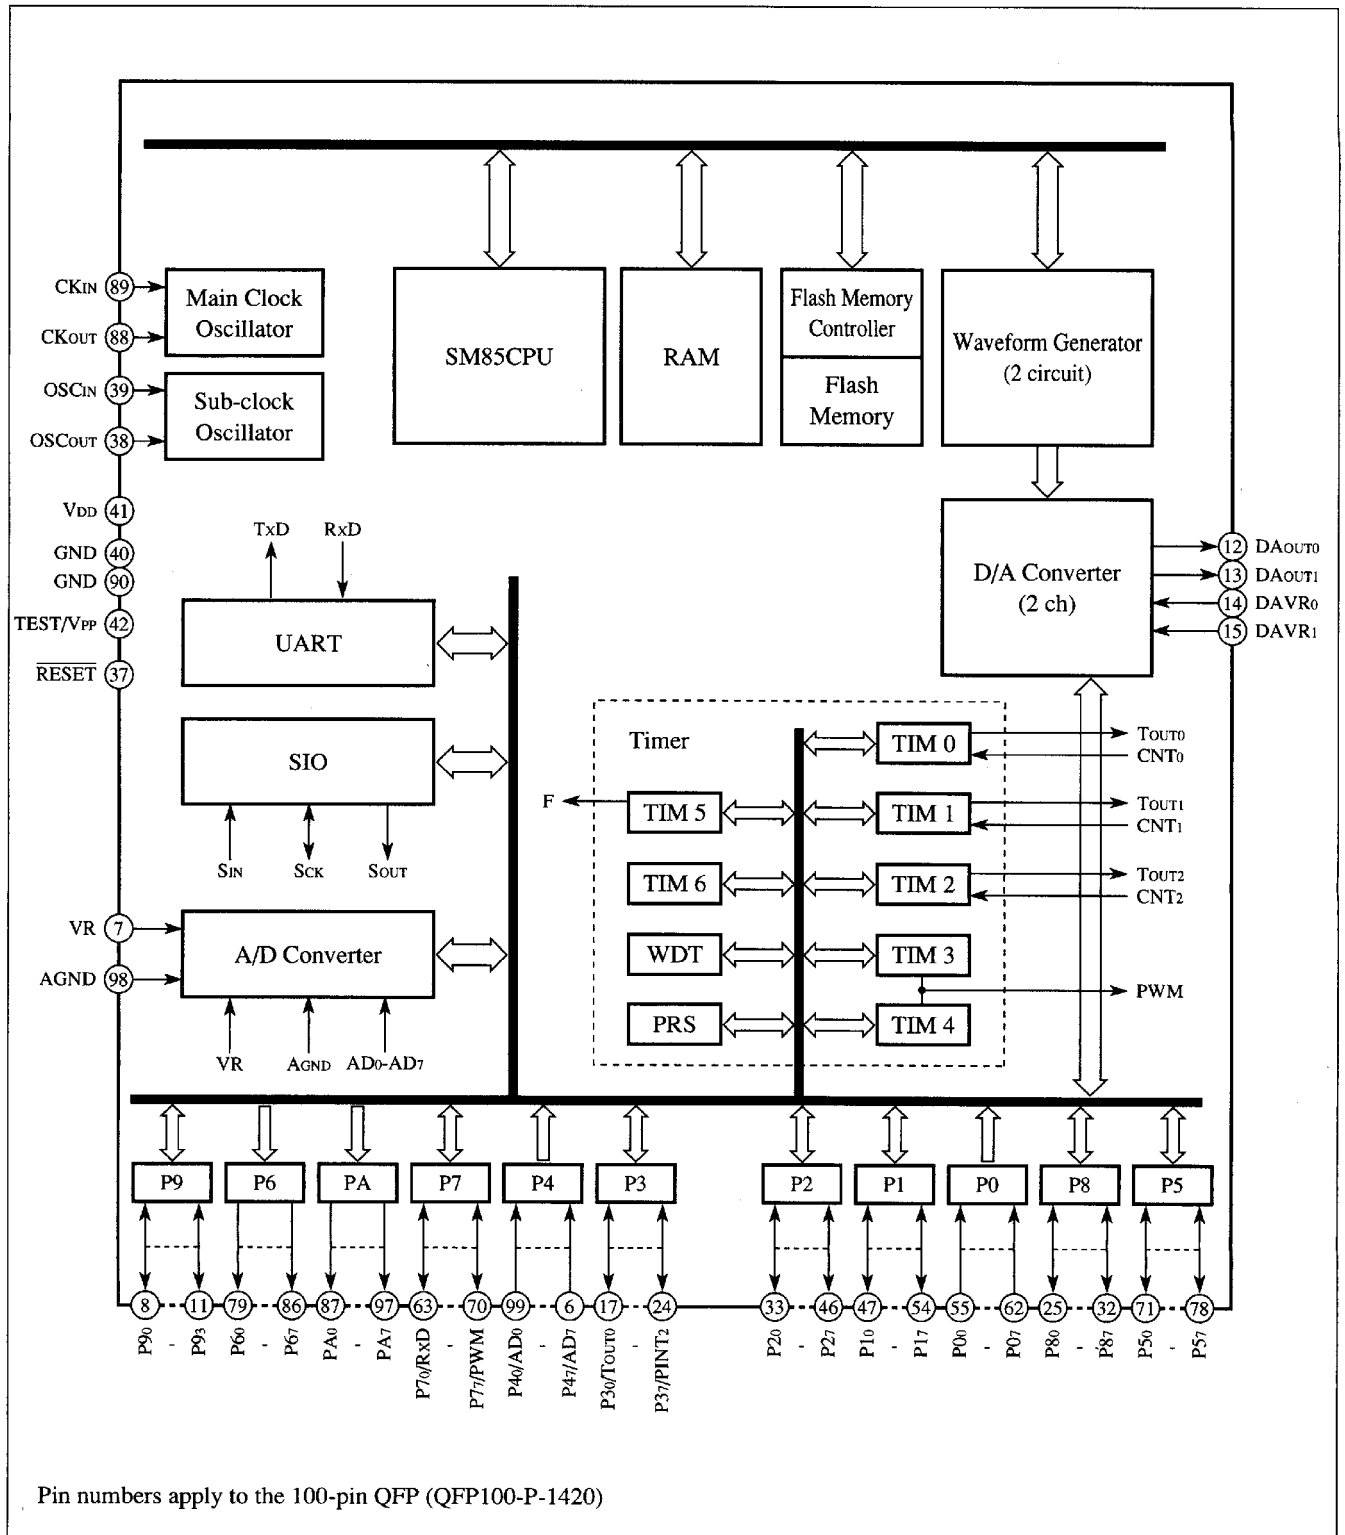 CKIN 89
Main Clock
Oscillator
CKOUT 88
OSCIN 39
Sub-clock
Oscillator
OSCOUT 38
SM85CPU
RAM
Flash Memory
Controller
Flash
Memory
Waveform Generator
(2 circuit)
VDD 41
GND 40
GND 90
TEST/VPP 42
RESET 37
TxD RxD
UART
D/A Converter
(2 ch)
12 DAOUT0
13 DAOUT1
14 DAVR0
15 DAVR1
SIO
SIN SCK SOUT
VR 7
AGND 98
A/D Converter
VR AGND AD0-AD7
Timer
TIM 0
TOUT0
CNT0
F
TIM 5
TIM 1
TOUT1
CNT1
TIM 6
TIM 2
TOUT2
CNT2
WDT
TIM 3
PWM
PRS
TIM 4
P9 P6 PA P7 P4 P3 P2 P1 P0 P8 P5
8 11 79 86 87 97 63 70 99 6 17 24 33 46 47 54 55 62 25 32 71 78
P90 - P93
P60 - P67
PA0 - PA7
P70/RxD - P77/PWM
P40/AD0 - P47/AD7
P30/TOUT0 - P37/PINT2
P20 - P27
P10 - P17
P00 - P07
P80 - P87
P50 - P57
Pin numbers apply to the 100-pin QFP (QFP100-P-1420)